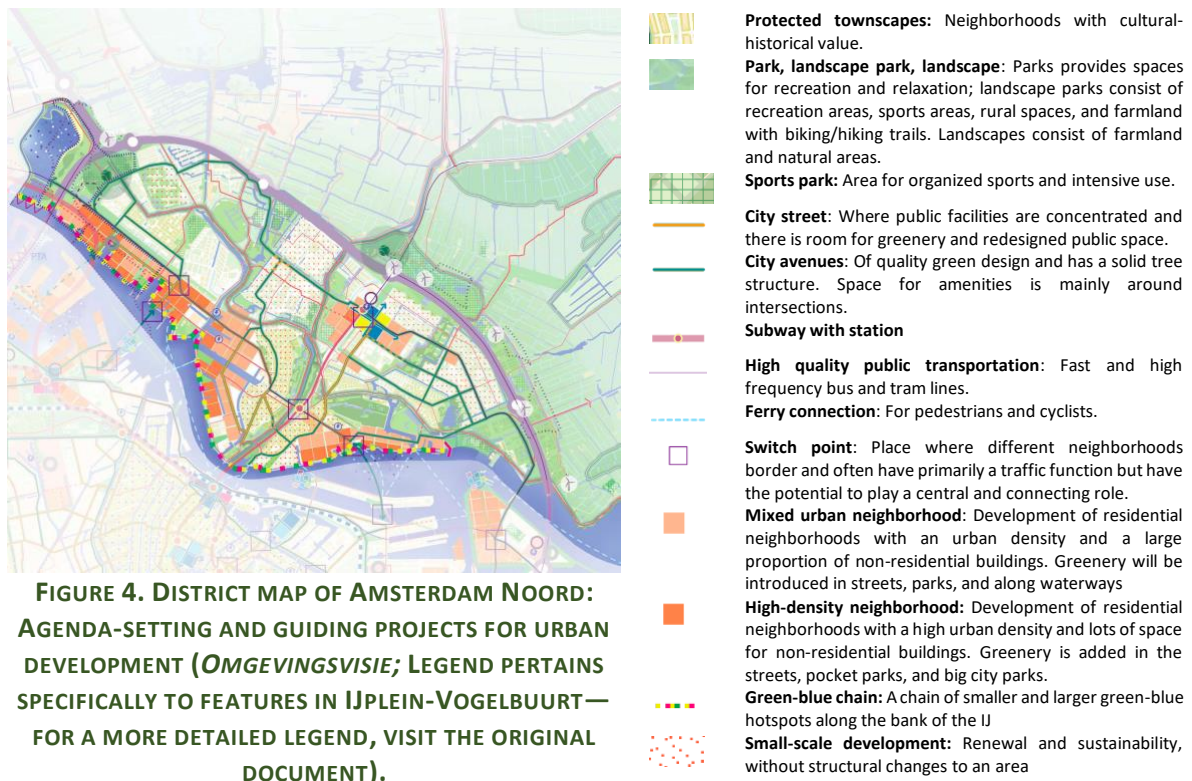 Protected townscapes: Neighborhoods with cultural-
historical value.
Park, landscape park, landscape: Parks provides spaces
for recreation and relaxation; landscape parks consist of
recreation areas, sports areas, rural spaces, and farmland
with biking/hiking trails. Landscapes consist of farmland
and natural areas.
Sports park: Area for organized sports and intensive use.
City street: Where public facilities are concentrated and
there is room for greenery and redesigned public space.
City avenues: Of quality green design and has a solid tree
structure. Space for amenities is mainly around
intersections.
Subway with station
High quality public transportation: Fast and high
frequency bus and tram lines.
Ferry connection: For pedestrians and cyclists.
Switch point: Place where different neighborhoods
border and often have primarily a traffic function but have
the potential to play a central and connecting role.
Mixed urban neighborhood: Development of residential
neighborhoods with an urban density and a large
proportion of non-residential buildings. Greenery will be
introduced in streets, parks, and along waterways
High-density neighborhood: Development of residential
neighborhoods with a high urban density and lots of space
for non-residential buildings. Greenery is added in the
streets, pocket parks, and big city parks.
Green-blue chain: A chain of smaller and larger green-blue
hotspots along the bank of the IJ
Small-scale development: Renewal and sustainability,
without structural changes to an area
FIGURE 4. DISTRICT MAP OF AMSTERDAM NOORD:
AGENDA-SETTING AND GUIDING PROJECTS FOR URBAN
DEVELOPMENT (OMGEVINGSVISIE; LEGEND PERTAINS
SPECIFICALLY TO FEATURES IN IJPLEIN-VOGELBUURT—
FOR A MORE DETAILED LEGEND, VISIT THE ORIGINAL
DOCUMENT).